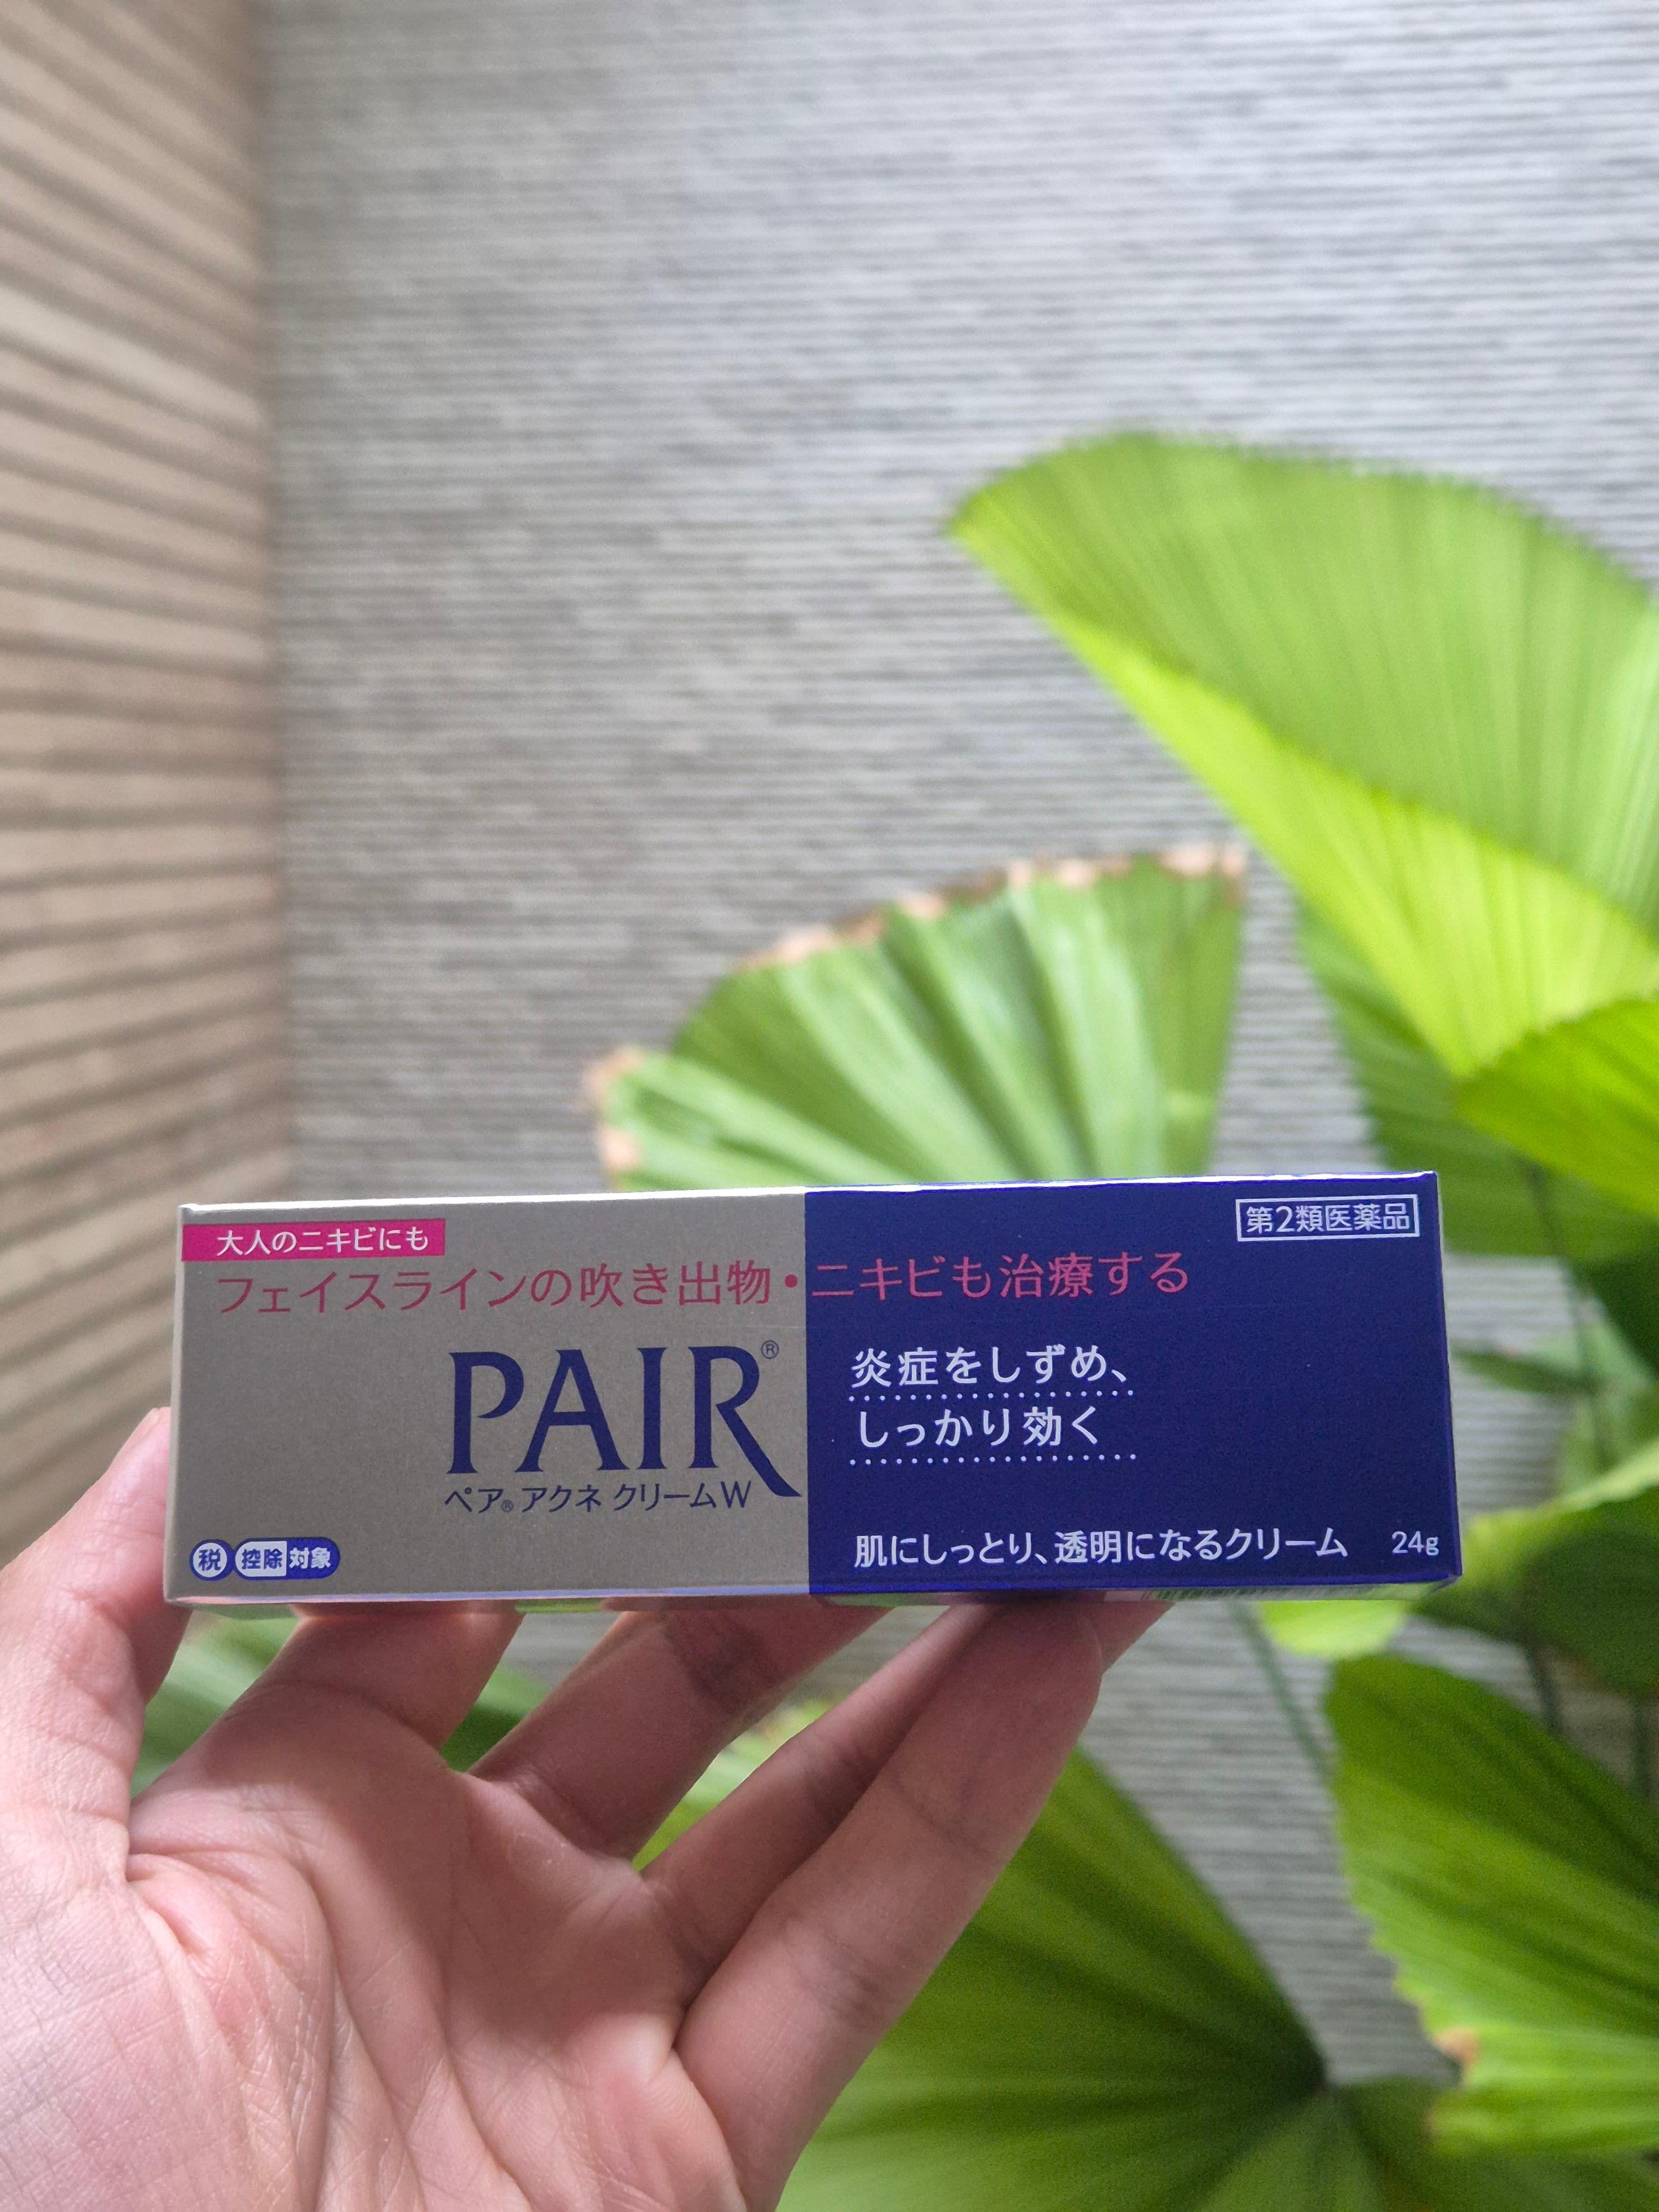 大人のニキビにも
第2類医薬品
フェイスラインの吹き出物・ニキビも治療する
PAIR®
ペア®アクネ クリームW
炎症をしずめ、
しっかり効く
税 控除対象
肌にしっとり、透明になるクリーム 24g